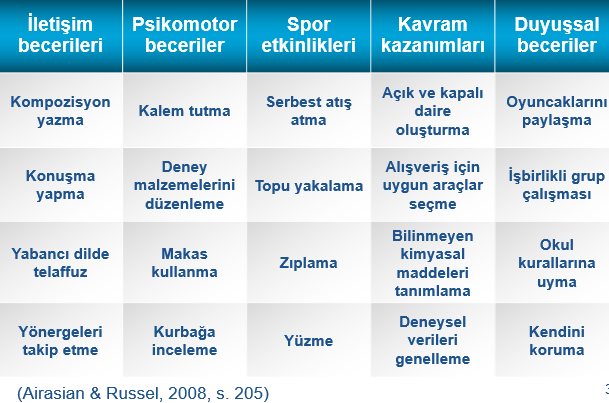 İletişim becerileri
Psikomotor beceriler
Spor etkinlikleri
Kavram kazanımları
Duyuşsal beceriler
Kompozisyon yazma
Kalem tutma
Serbest atış atma
Açık ve kapalı daire oluşturma
Oyuncaklarını paylaşma
Konuşma yapma
Deney malzemelerini düzenleme
Topu yakalama
Alışveriş için uygun araçlar seçme
İşbirlikli grup çalışması
Yabancı dilde telaffuz
Makas kullanma
Zıplama
Bilinmeyen kimyasal maddeleri tanımlama
Okul kurallarına uyma
Yönergeleri takip etme
Kurbağa inceleme
Yüzme
Deneysel verileri genelleme
Kendini koruma
(Airasian & Russel, 2008, s. 205)